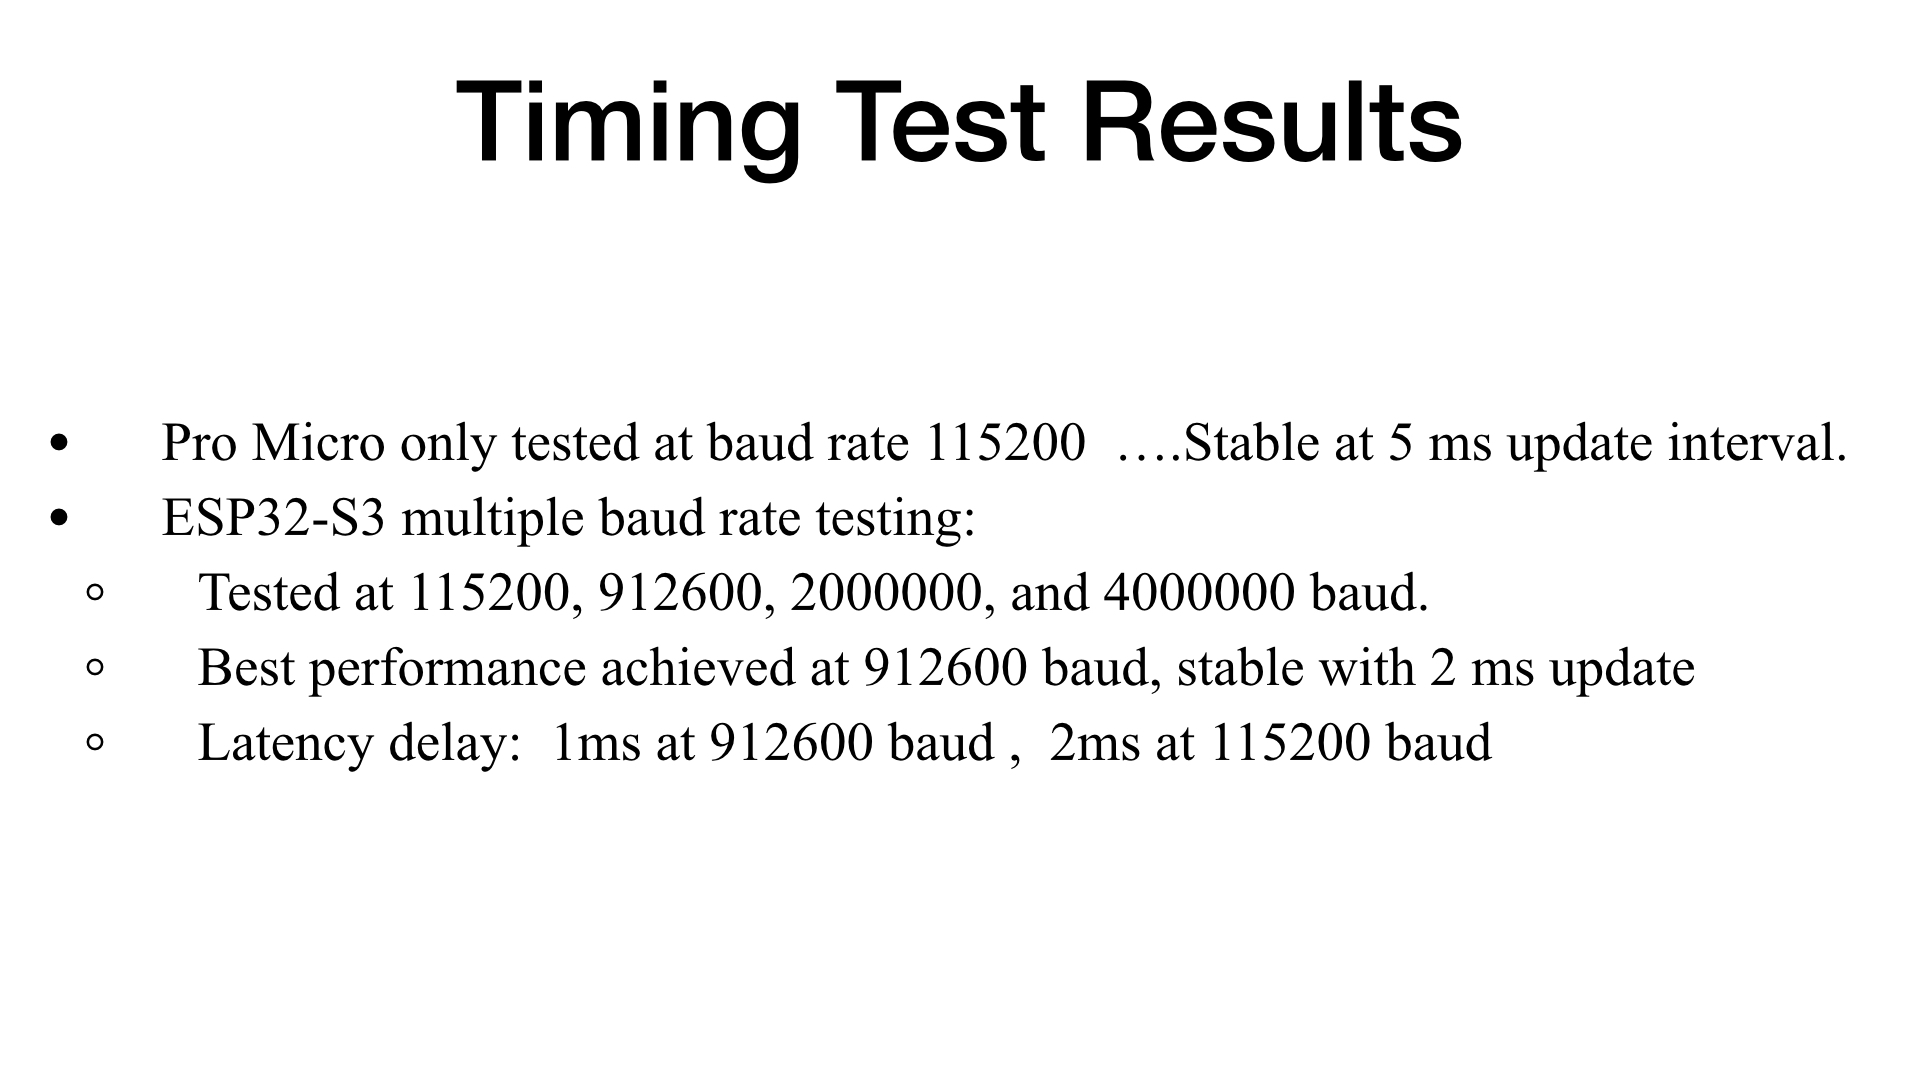 Timing Test Results
• Pro Micro only tested at baud rate 115200  ….Stable at 5 ms update interval.
• ESP32-S3 multiple baud rate testing:
◦ Tested at 115200, 912600, 2000000, and 4000000 baud.
◦ Best performance achieved at 912600 baud, stable with 2 ms update
◦ Latency delay:  1ms at 912600 baud ,  2ms at 115200 baud